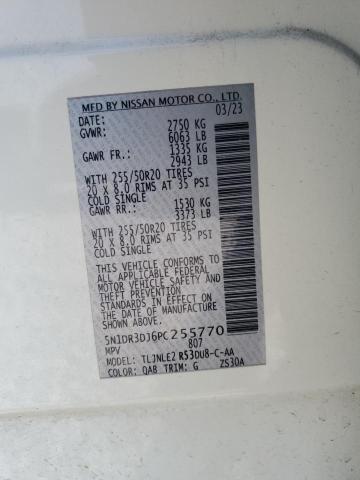 MFD BY NISSAN MOTOR CO., LTD.
DATE: 03/23
GVWR: 2750 KG
6063 LB
GAWR FR.: 1335 KG
2943 LB
WITH 255/50R20 TIRES
20 X 8.0 RIMS AT 35 PSI
COLD SINGLE
GAWR RR.: 1530 KG
3373 LB
WITH 255/50R20 TIRES
20 X 8.0 RIMS AT 35 PSI
COLD SINGLE
THIS VEHICLE CONFORMS TO
ALL APPLICABLE FEDERAL
MOTOR VEHICLE SAFETY AND
THEFT PREVENTION
STANDARDS IN EFFECT ON
THE DATE OF MANUFACTURE
SHOWN ABOVE.
5N1DR3DJ6PC255770
MPV 807
MODEL: TLJNLE2 R53DU8-C-AA
COLOR: QAB TRIM: G ZS30A